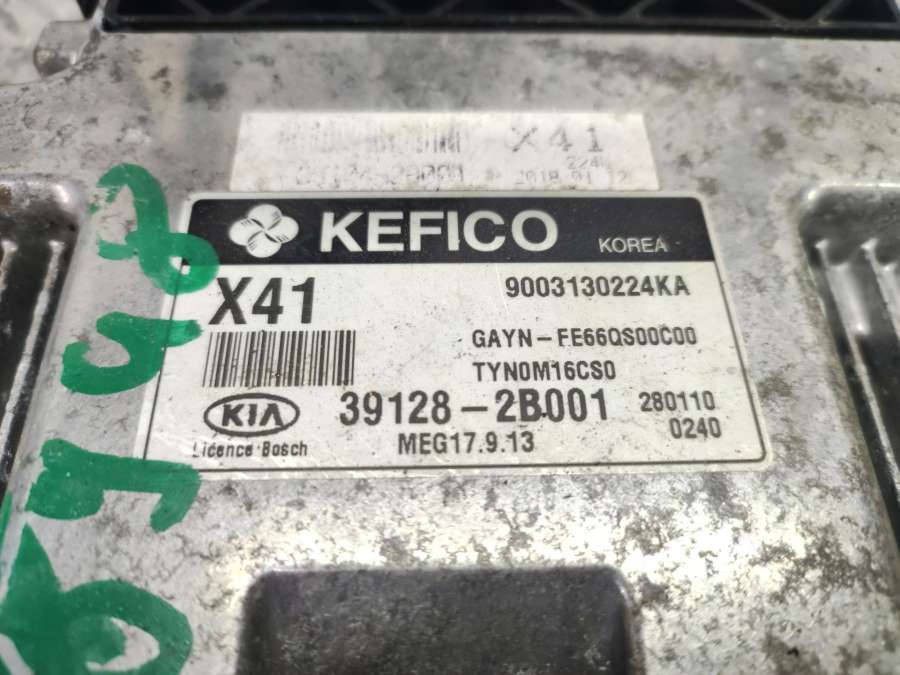 X41
KEFICO
KOREA
X41
9003130224KA
GAYN-FE66QS00C00
TYN0M16CS0
KIA
39128-2B001
280110
0240
Licence Bosch
MEG17.9.13